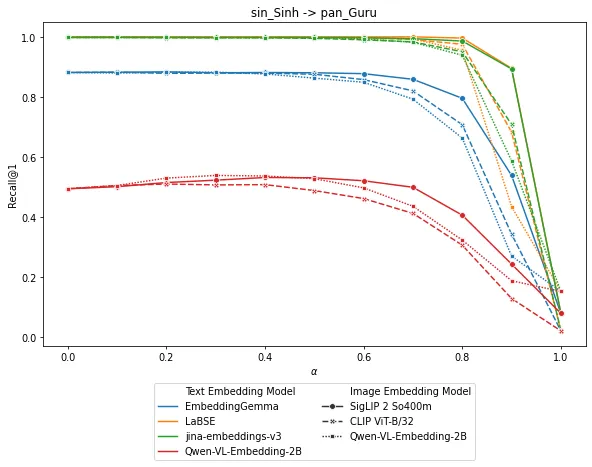 sin_Sinh -> pan_Guru
1.0
0.8
0.6
0.4
0.2
0.0
Recall@1
0.0 0.2 0.4 0.6 0.8 1.0
α
Text Embedding Model Image Embedding Model
EmbeddingGemma SigLIP 2 So400m
LaBSE CLIP ViT-B/32
jina-embeddings-v3 Qwen-VL-Embedding-2B
Qwen-VL-Embedding-2B